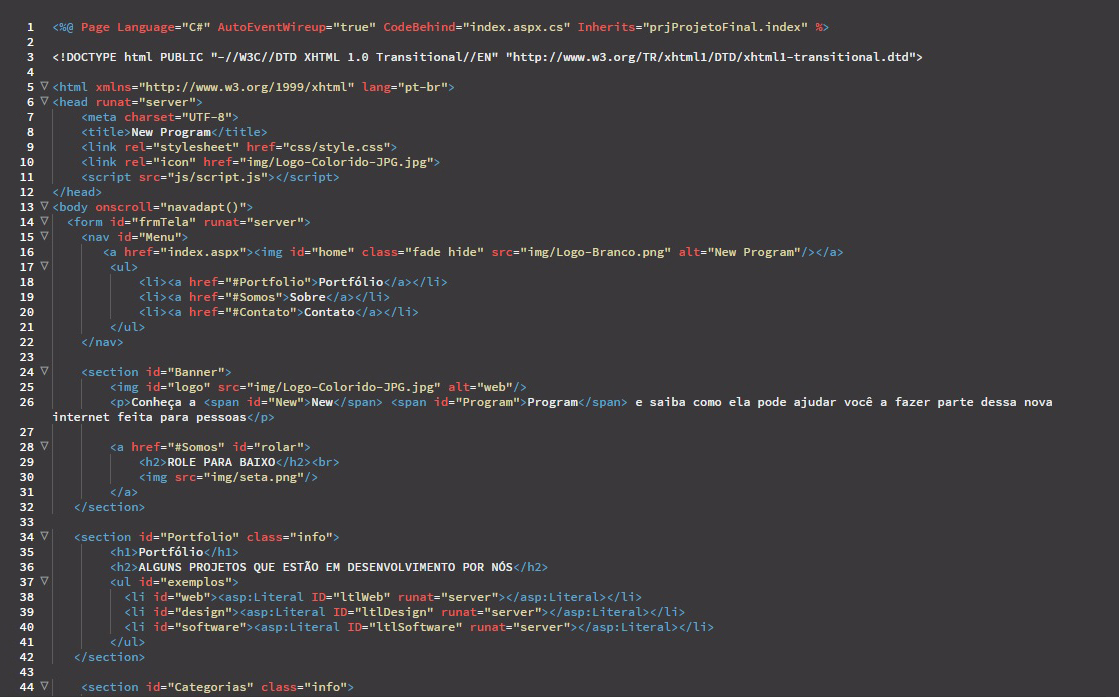 1 <%@ Page Language="C#" AutoEventWireup="true" CodeBehind="index.aspx.cs" Inherits="prjProjetoFinal.index" %>
2
3 <!DOCTYPE html PUBLIC "-//W3C//DTD XHTML 1.0 Transitional//EN" "http://www.w3.org/TR/xhtml1/DTD/xhtml1-transitional.dtd">
4
5 <html xmlns="http://www.w3.org/1999/xhtml" lang="pt-br">
6 <head runat="server">
7 <meta charset="UTF-8">
8 <title>New Program</title>
9 <link rel="stylesheet" href="css/style.css">
10 <link rel="icon" href="img/Logo-Colorido-JPG.jpg">
11 <script src="js/script.js"></script>
12 </head>
13 <body onscroll="navadapt()">
14 <form id="frmTela" runat="server">
15 <nav id="Menu">
16 <a href="index.aspx"><img id="home" class="fade hide" src="img/Logo-Branco.png" alt="New Program"/></a>
17 <ul>
18 <li><a href="#Portfolio">Portfólio</a></li>
19 <li><a href="#Somos">Sobre</a></li>
20 <li><a href="#Contato">Contato</a></li>
21 </ul>
22 </nav>
23
24 <section id="Banner">
25 <img id="logo" src="img/Logo-Colorido-JPG.jpg" alt="web"/>
26 <p>Conheça a <span id="New">New</span> <span id="Program">Program</span> e saiba como ela pode ajudar você a fazer parte dessa nova
internet feita para pessoas</p>
27
28 <a href="#Somos" id="rolar">
29 <h2>ROLE PARA BAIXO</h2><br>
30 <img src="img/seta.png"/>
31 </a>
32 </section>
33
34 <section id="Portfolio" class="info">
35 <h1>Portfólio</h1>
36 <h2>ALGUNS PROJETOS QUE ESTÃO EM DESENVOLVIMENTO POR NÓS</h2>
37 <ul id="exemplos">
38 <li id="web"><asp:Literal ID="ltlWeb" runat="server"></asp:Literal></li>
39 <li id="design"><asp:Literal ID="ltlDesign" runat="server"></asp:Literal></li>
40 <li id="software"><asp:Literal ID="ltlSoftware" runat="server"></asp:Literal></li>
41 </ul>
42 </section>
43
44 <section id="Categorias" class="info">